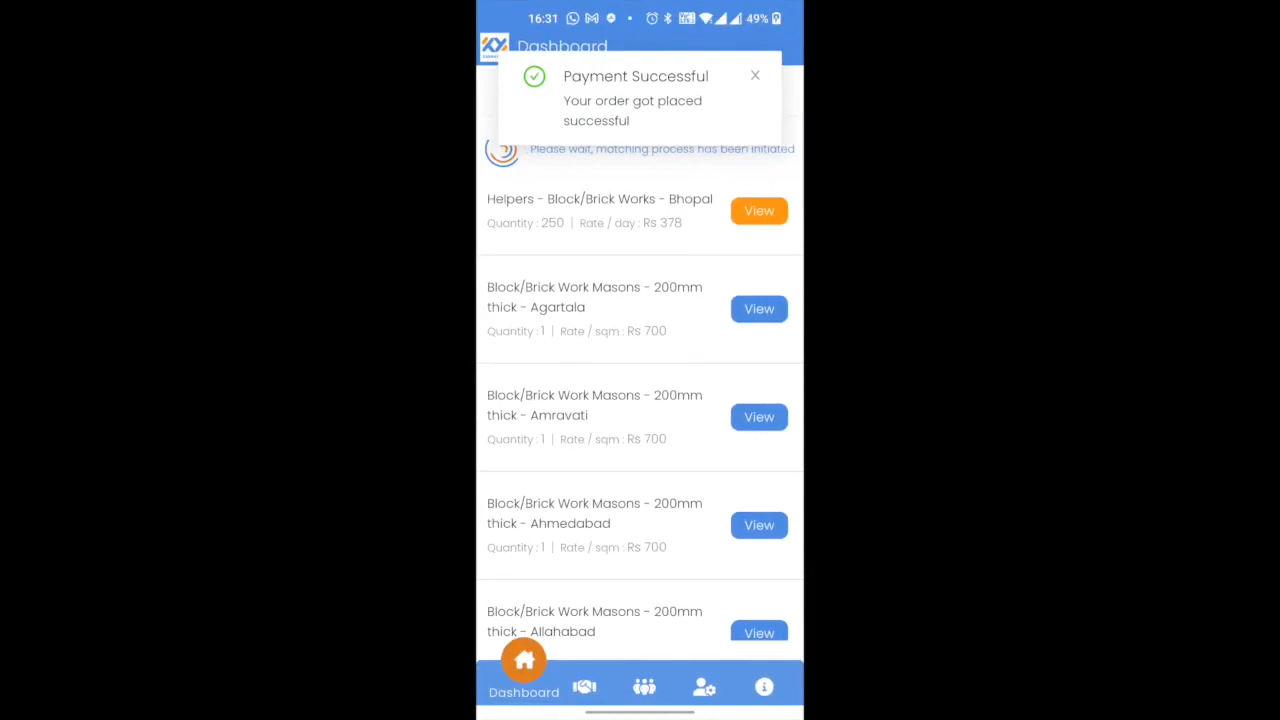 16:31
49%
Dashboard
Payment Successful
Your order got placed
successful
Please wait, matching process has been initiated
Helpers - Block/Brick Works - Bhopal
Quantity : 250 | Rate / day : Rs 378
View
Block/Brick Work Masons - 200mm
thick - Agartala
Quantity : 1 | Rate / sqm : Rs 700
View
Block/Brick Work Masons - 200mm
thick - Amravati
Quantity : 1 | Rate / sqm : Rs 700
View
Block/Brick Work Masons - 200mm
thick - Ahmedabad
Quantity : 1 | Rate / sqm : Rs 700
View
Block/Brick Work Masons - 200mm
thick - Allahabad
View
Dashboard